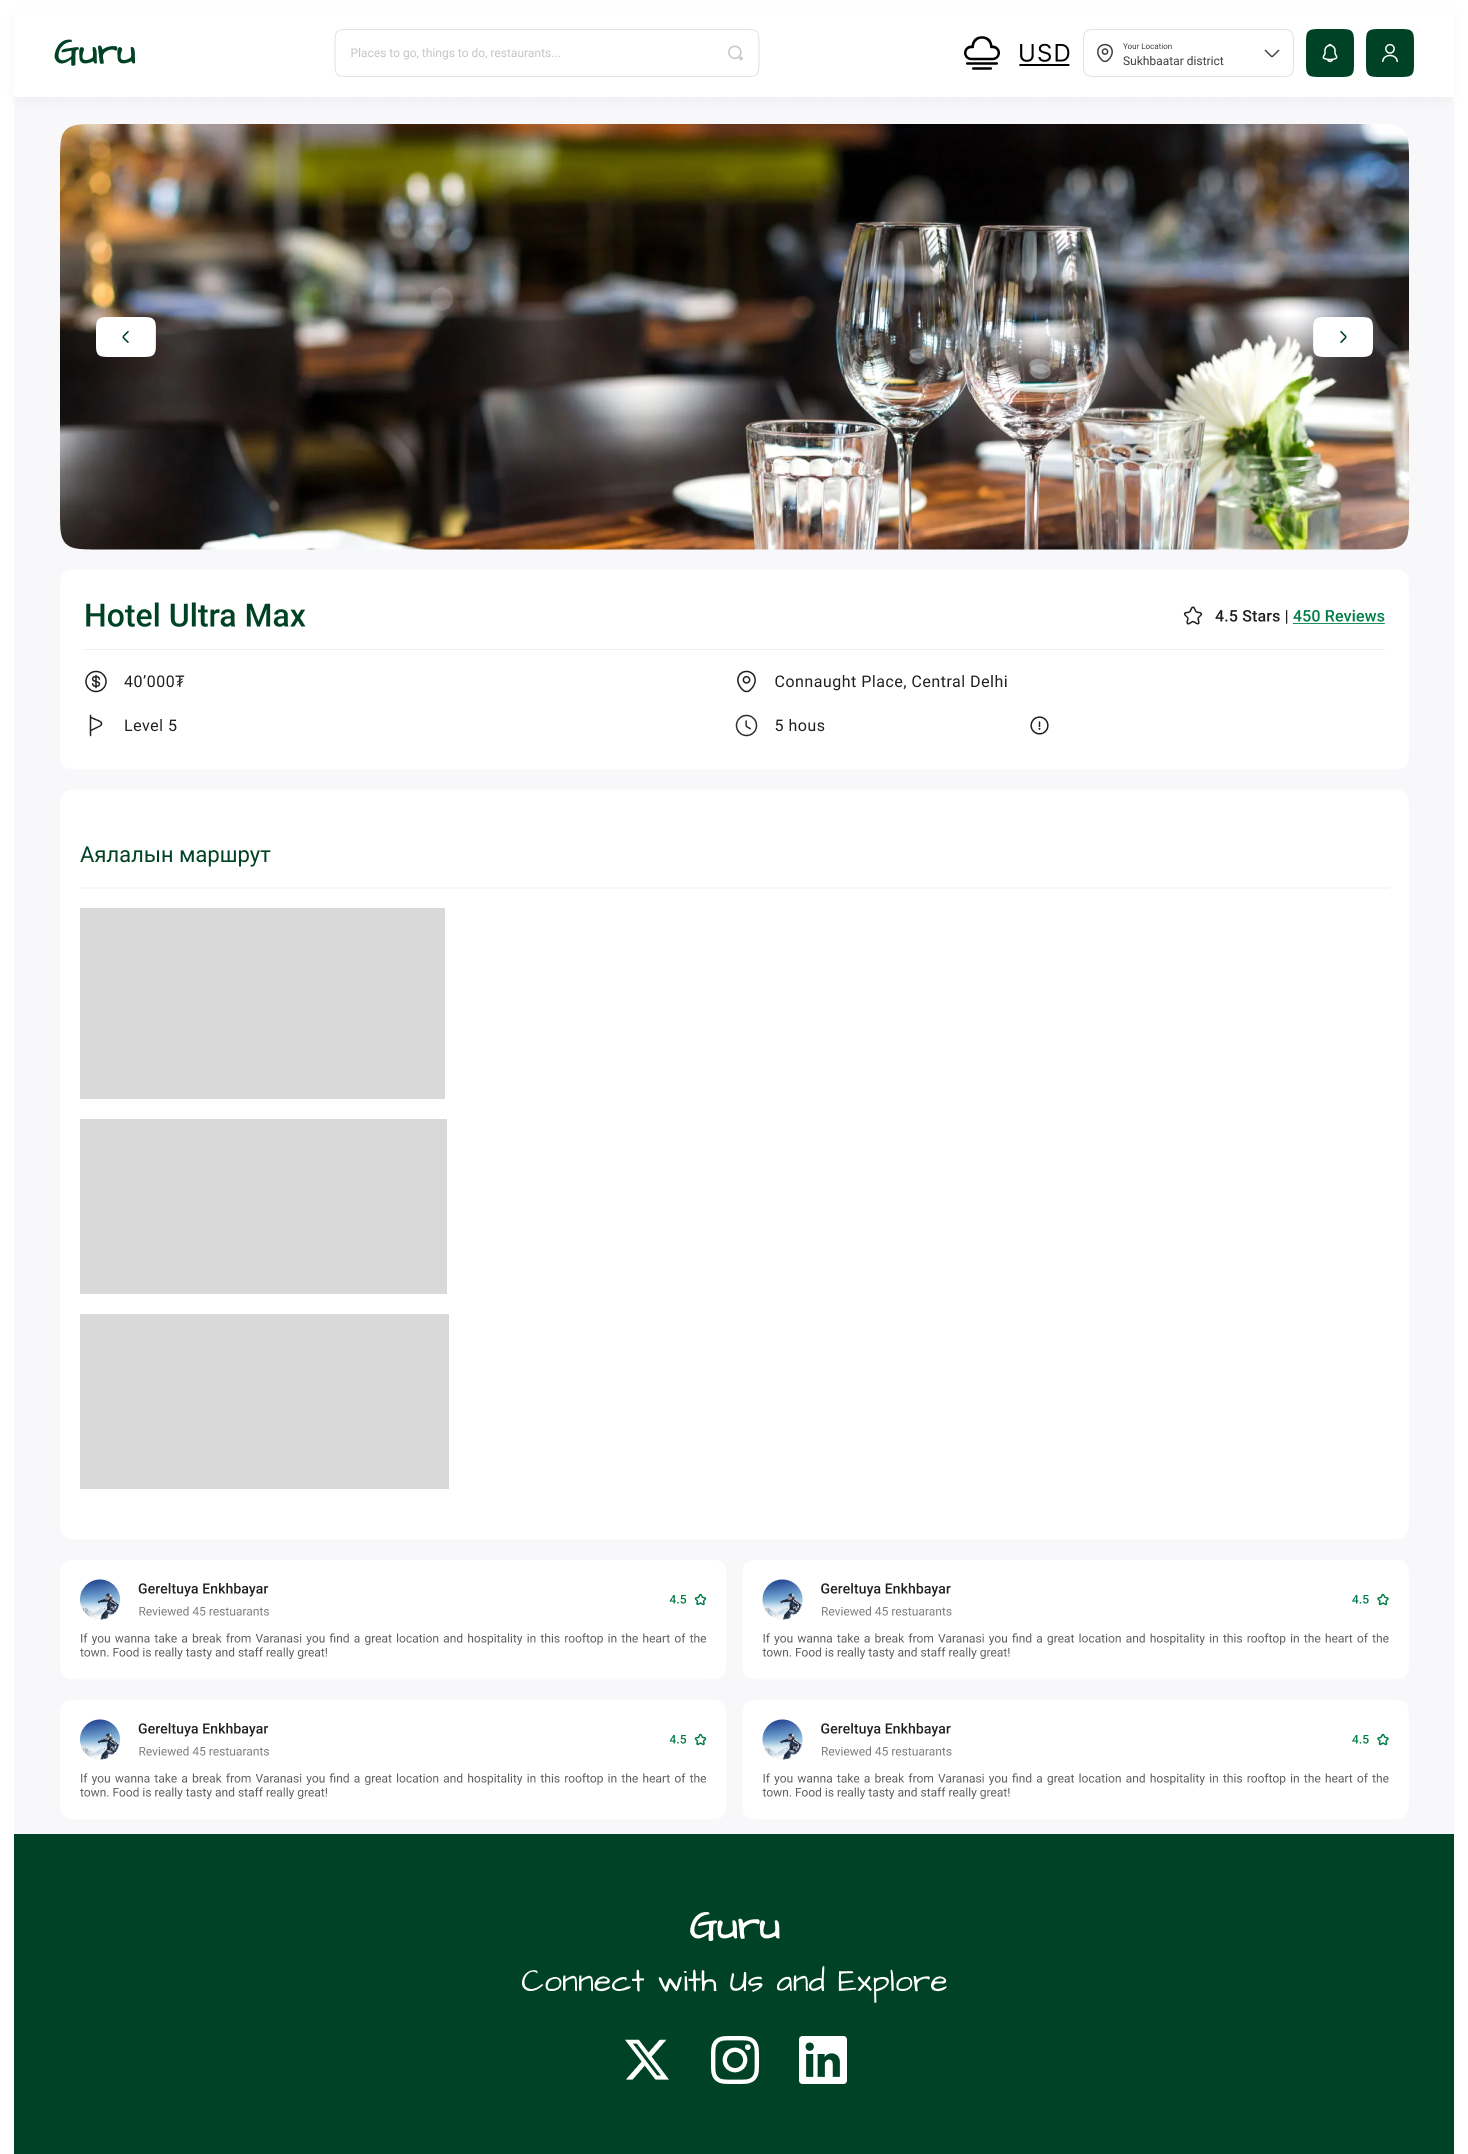 Guru
Places to go, things to do, restaurants...
USD
Your Location
Sukhbaatar district
Hotel Ultra Max
4.5 Stars | 450 Reviews
40’000₮
Connaught Place, Central Delhi
Level 5
5 hous
Аялалын маршрут
Gereltuya Enkhbayar
Reviewed 45 restuarants
4.5
If you wanna take a break from Varanasi you find a great location and hospitality in this rooftop in the heart of the
town. Food is really tasty and staff really great!
Gereltuya Enkhbayar
Reviewed 45 restuarants
4.5
If you wanna take a break from Varanasi you find a great location and hospitality in this rooftop in the heart of the
town. Food is really tasty and staff really great!
Gereltuya Enkhbayar
Reviewed 45 restuarants
4.5
If you wanna take a break from Varanasi you find a great location and hospitality in this rooftop in the heart of the
town. Food is really tasty and staff really great!
Gereltuya Enkhbayar
Reviewed 45 restuarants
4.5
If you wanna take a break from Varanasi you find a great location and hospitality in this rooftop in the heart of the
town. Food is really tasty and staff really great!
Guru
Connect with Us and Explore